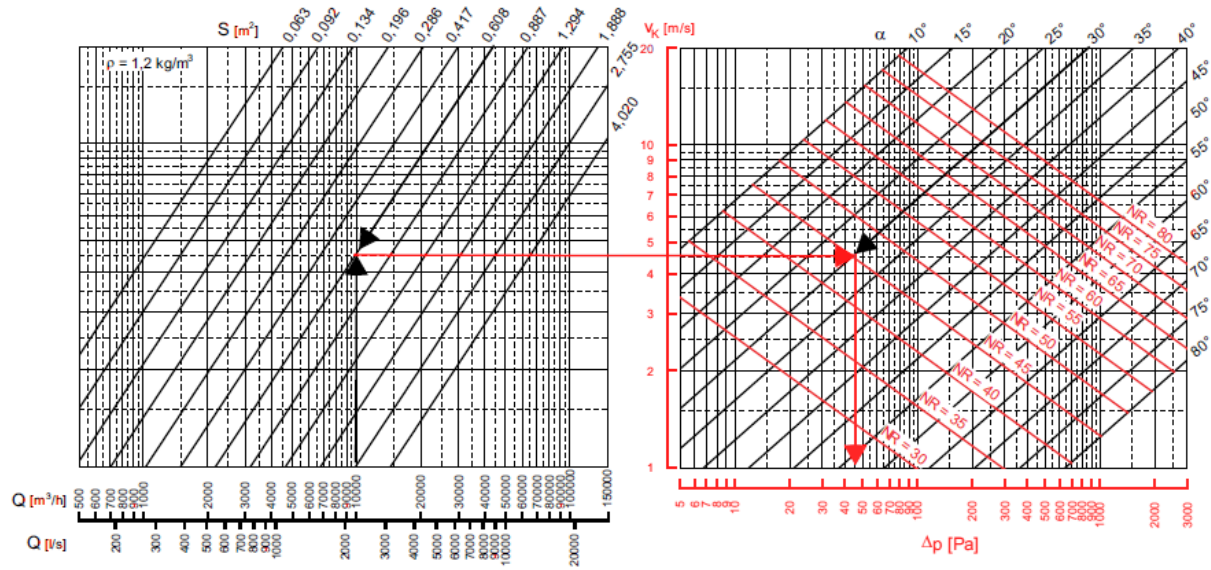 S [m²] 0,063 0,092 0,134 0,196 0,286 0,417 0,608 0,887 1,294 1,888
2,755
4,020
ρ = 1,2 kg/m³
Q [m³/h] 500 600 700 800 900 1000 2000 3000 4000 5000 6000 7000 8000 9000 10000 20000 30000 40000 50000 60000 70000 80000 90000 100000 150000
Q [l/s] 200 300 400 500 600 700 800 900 1000 2000 3000 4000 5000 6000 7000 8000 9000 10000 20000
V_K [m/s]
20
10
9
8
7
6
5
4
3
2
1
α 10° 15° 20° 25° 30° 35° 40°
45°
50°
55°
60°
65°
70°
75°
80°
NR = 80
NR = 75
NR = 70
NR = 65
NR = 60
NR = 55
NR = 50
NR = 45
NR = 40
NR = 35
NR = 30
5 6 7 8 9 10 20 30 40 50 60 70 80 90 100 200 300 400 500 600 700 800 900 1000 2000 3000
Δp [Pa]